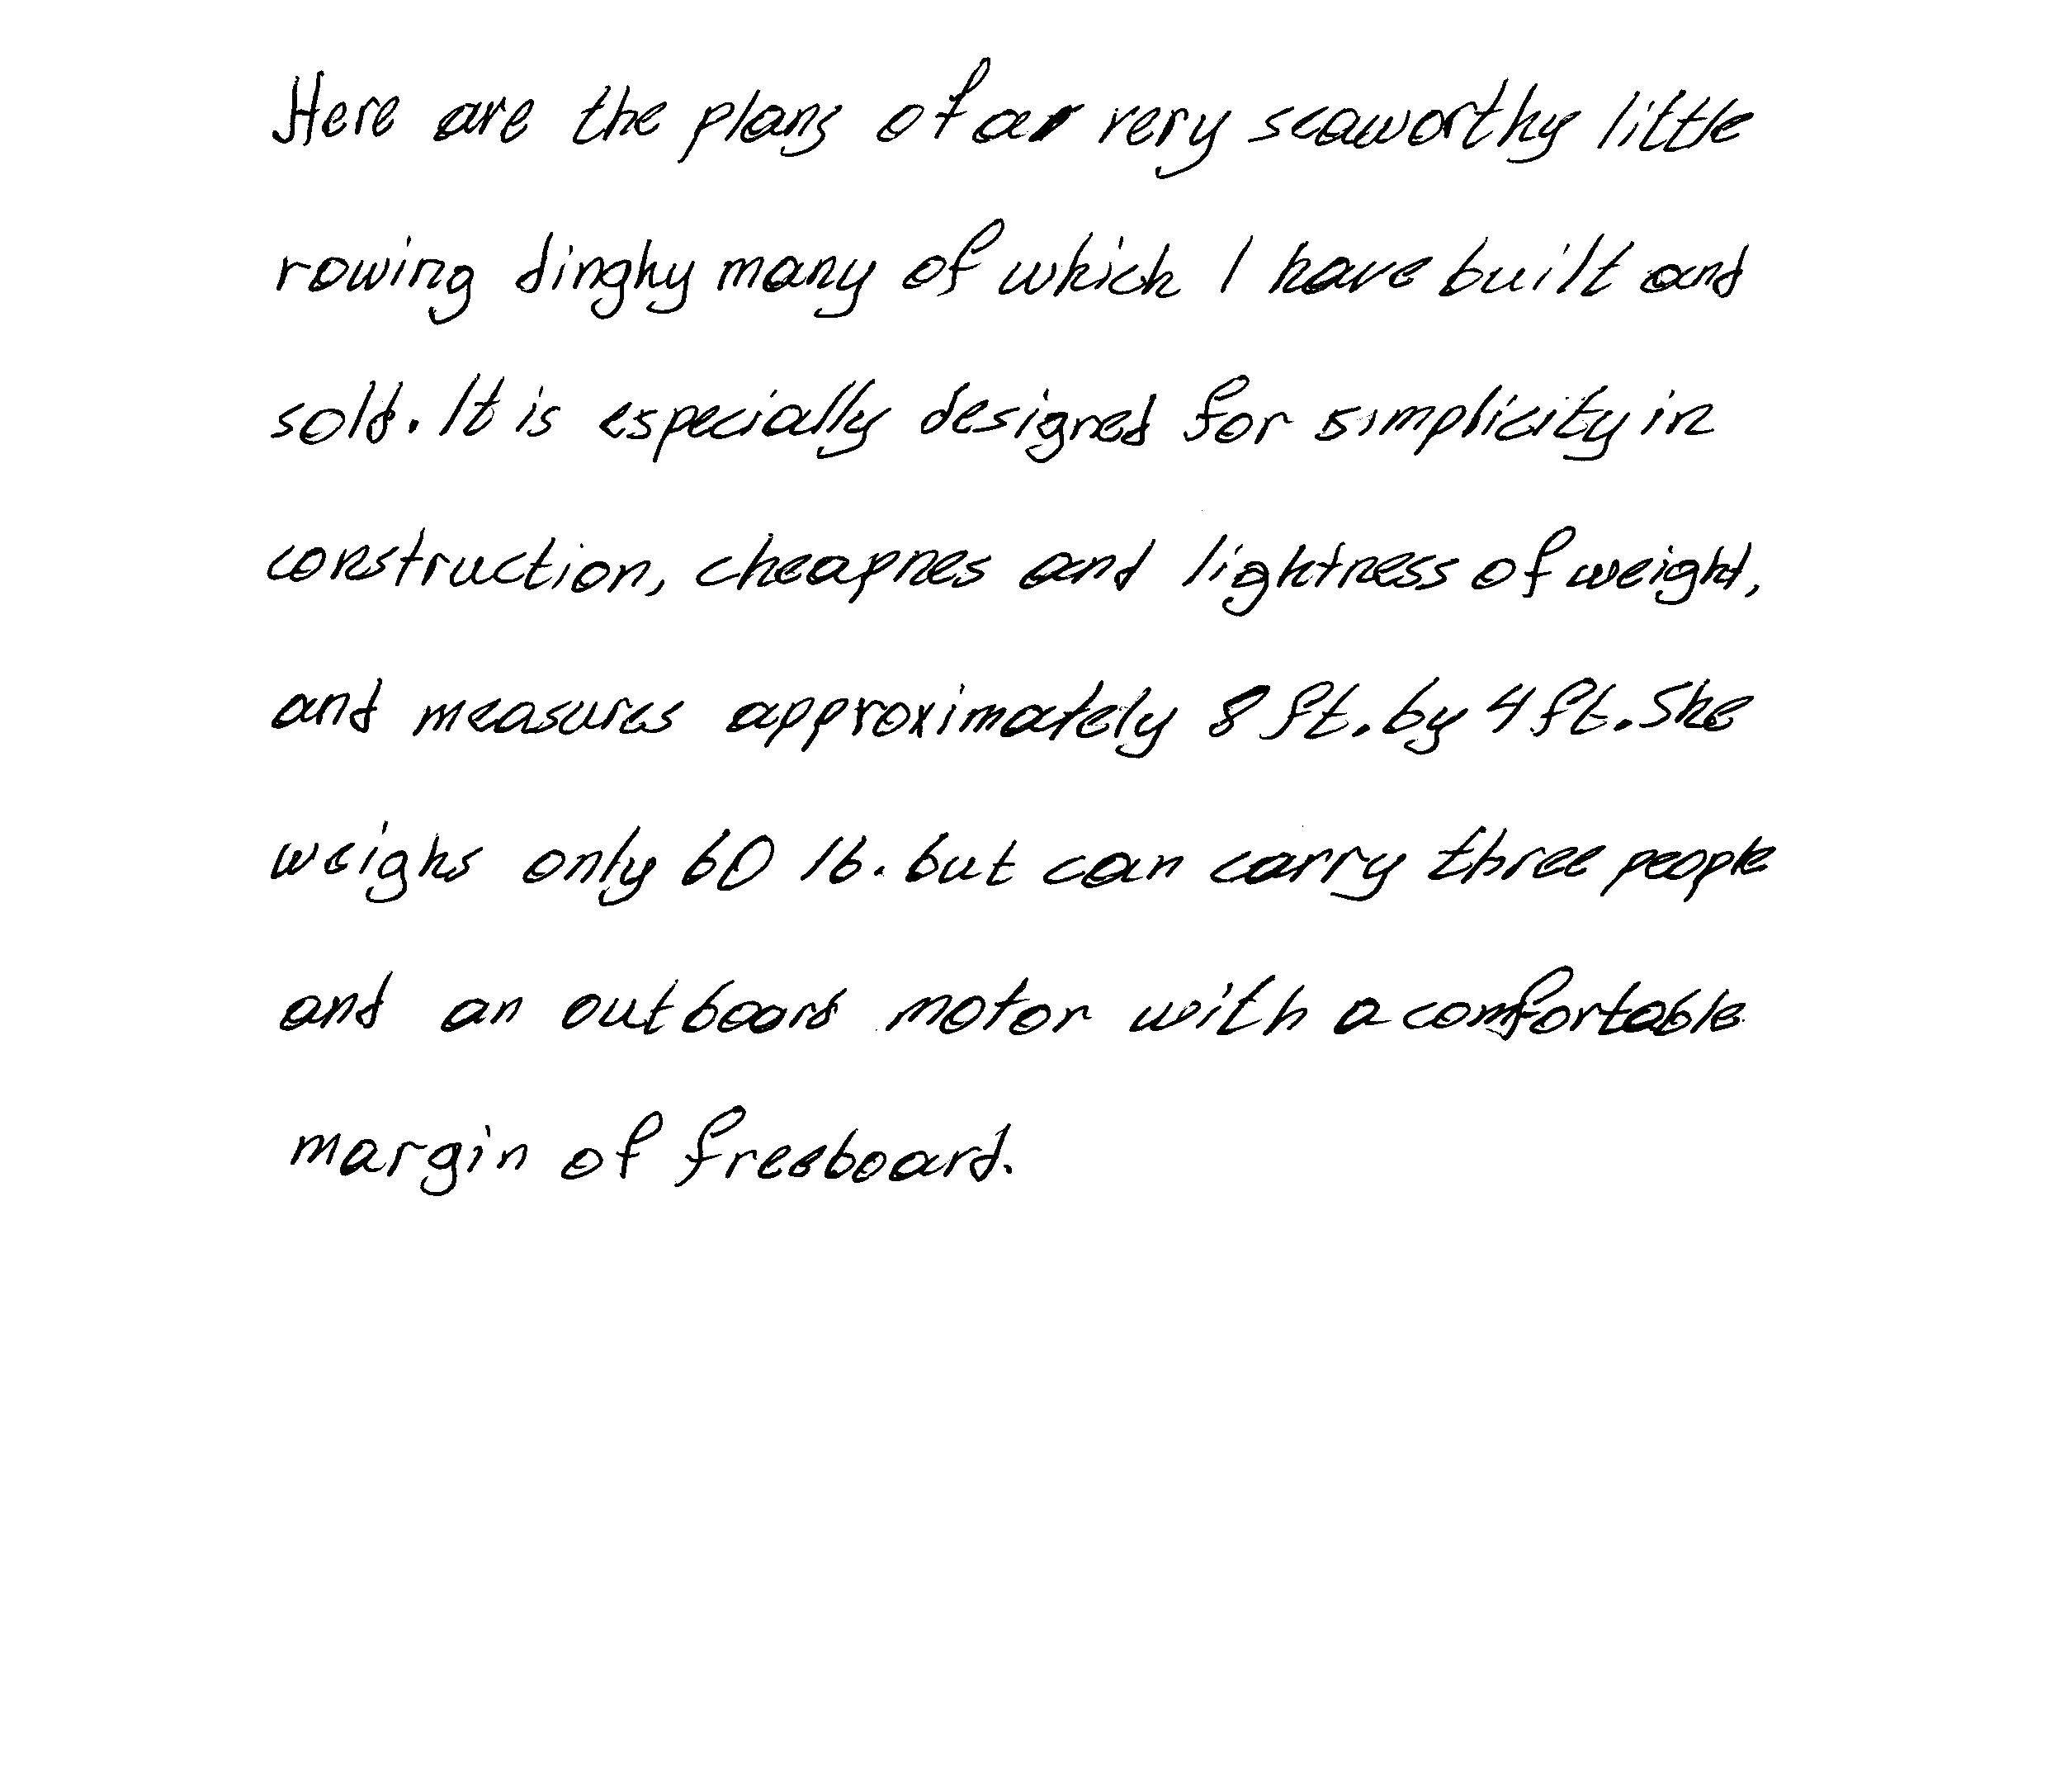 Here are the plans of a very seaworthy little
rowing dinghy many of which I have built and
sold. It is especially designed for simplicity in
construction, cheapnes and lightness of weight,
and measures approximately 8 ft. by 4 ft. She
weighs only 60 lb. but can carry three people
and an outboard motor with a comfortable
margin of freeboard.